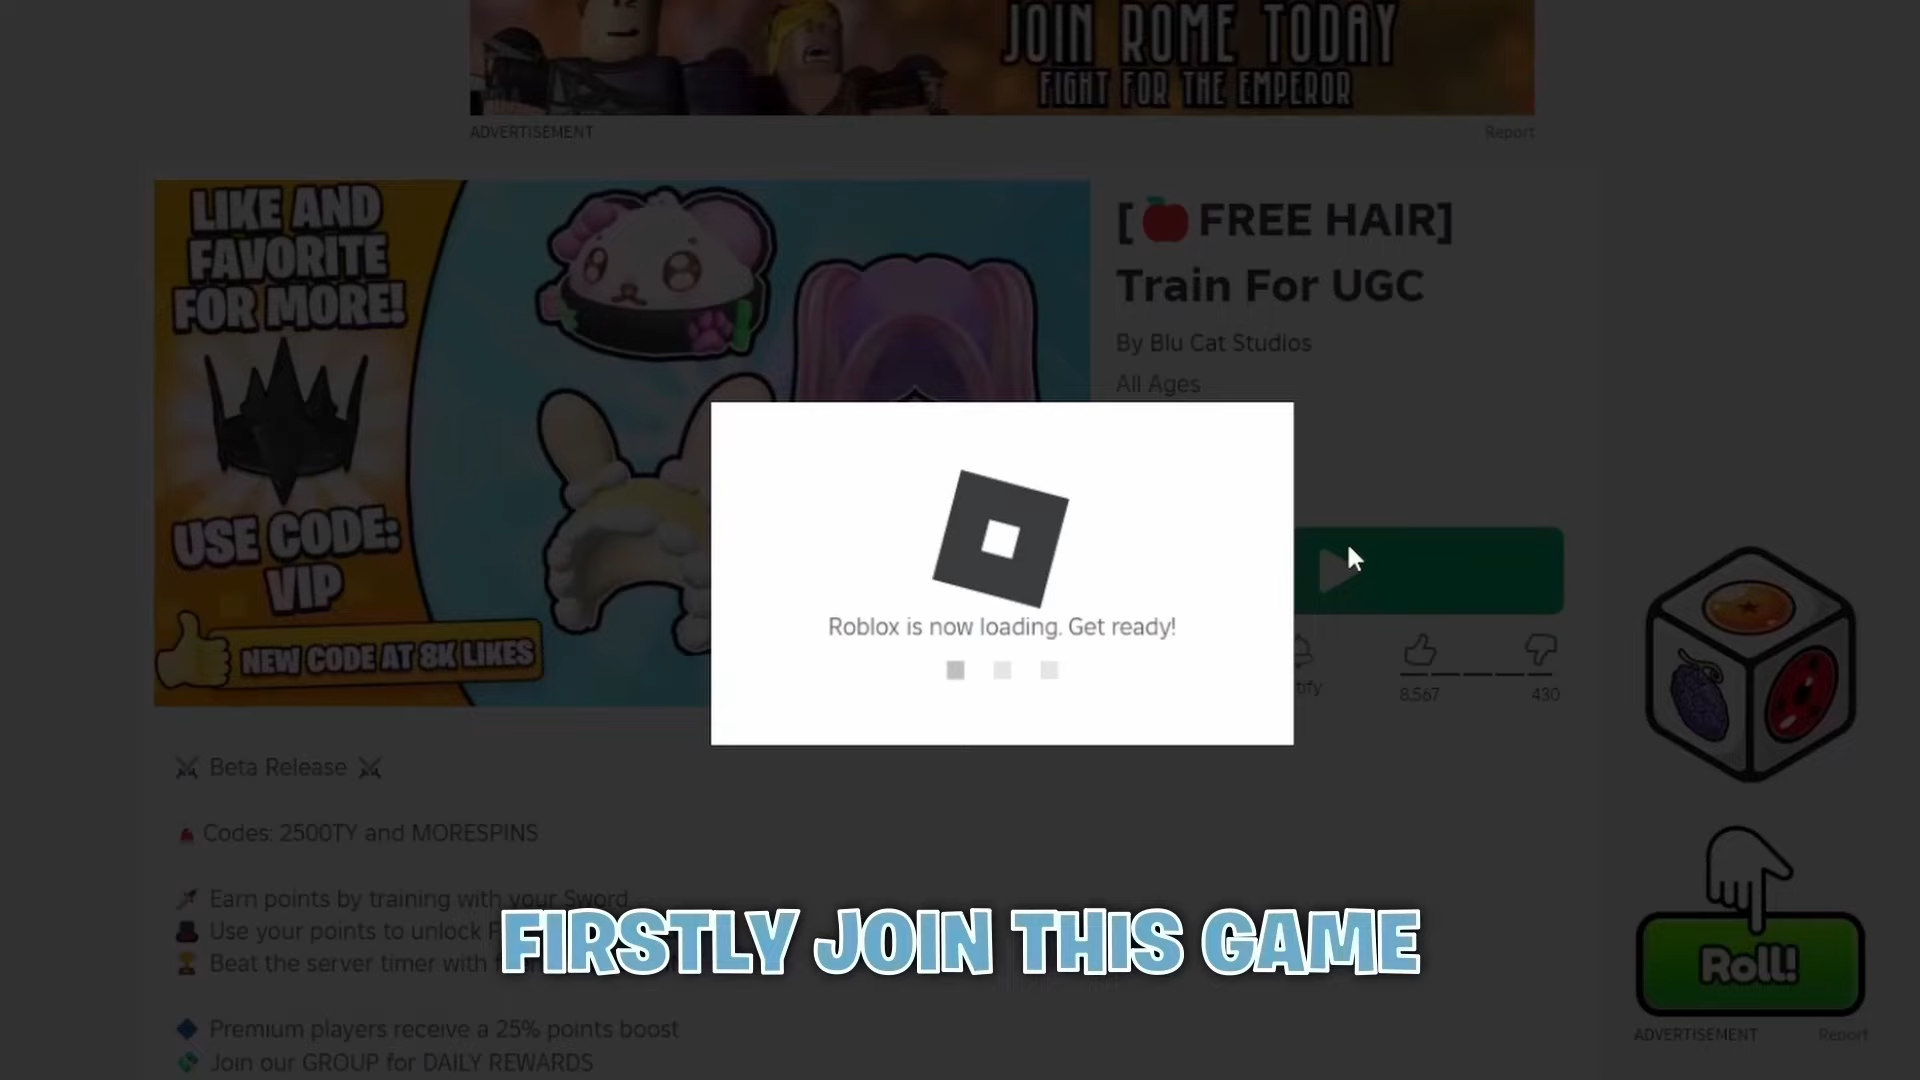 JOIN ROME TODAY
FIGHT FOR THE EMPEROR
ADVERTISEMENT
Report
LIKE AND
FAVORITE
FOR MORE!
USE CODE:
VIP
NEW CODE AT 8K LIKES
[ FREE HAIR]
Train For UGC
By Blu Cat Studios
All Ages
Roblox is now loading. Get ready!
8,567
430
Beta Release
Codes: 2500TY and MORESPINS
Earn points by training with your Sword
Use your points to unlock
Beat the server timer with
FIRSTLY JOIN THIS GAME
Premium players receive a 25% points boost
Join our GROUP for DAILY REWARDS
Roll!
ADVERTISEMENT
Report